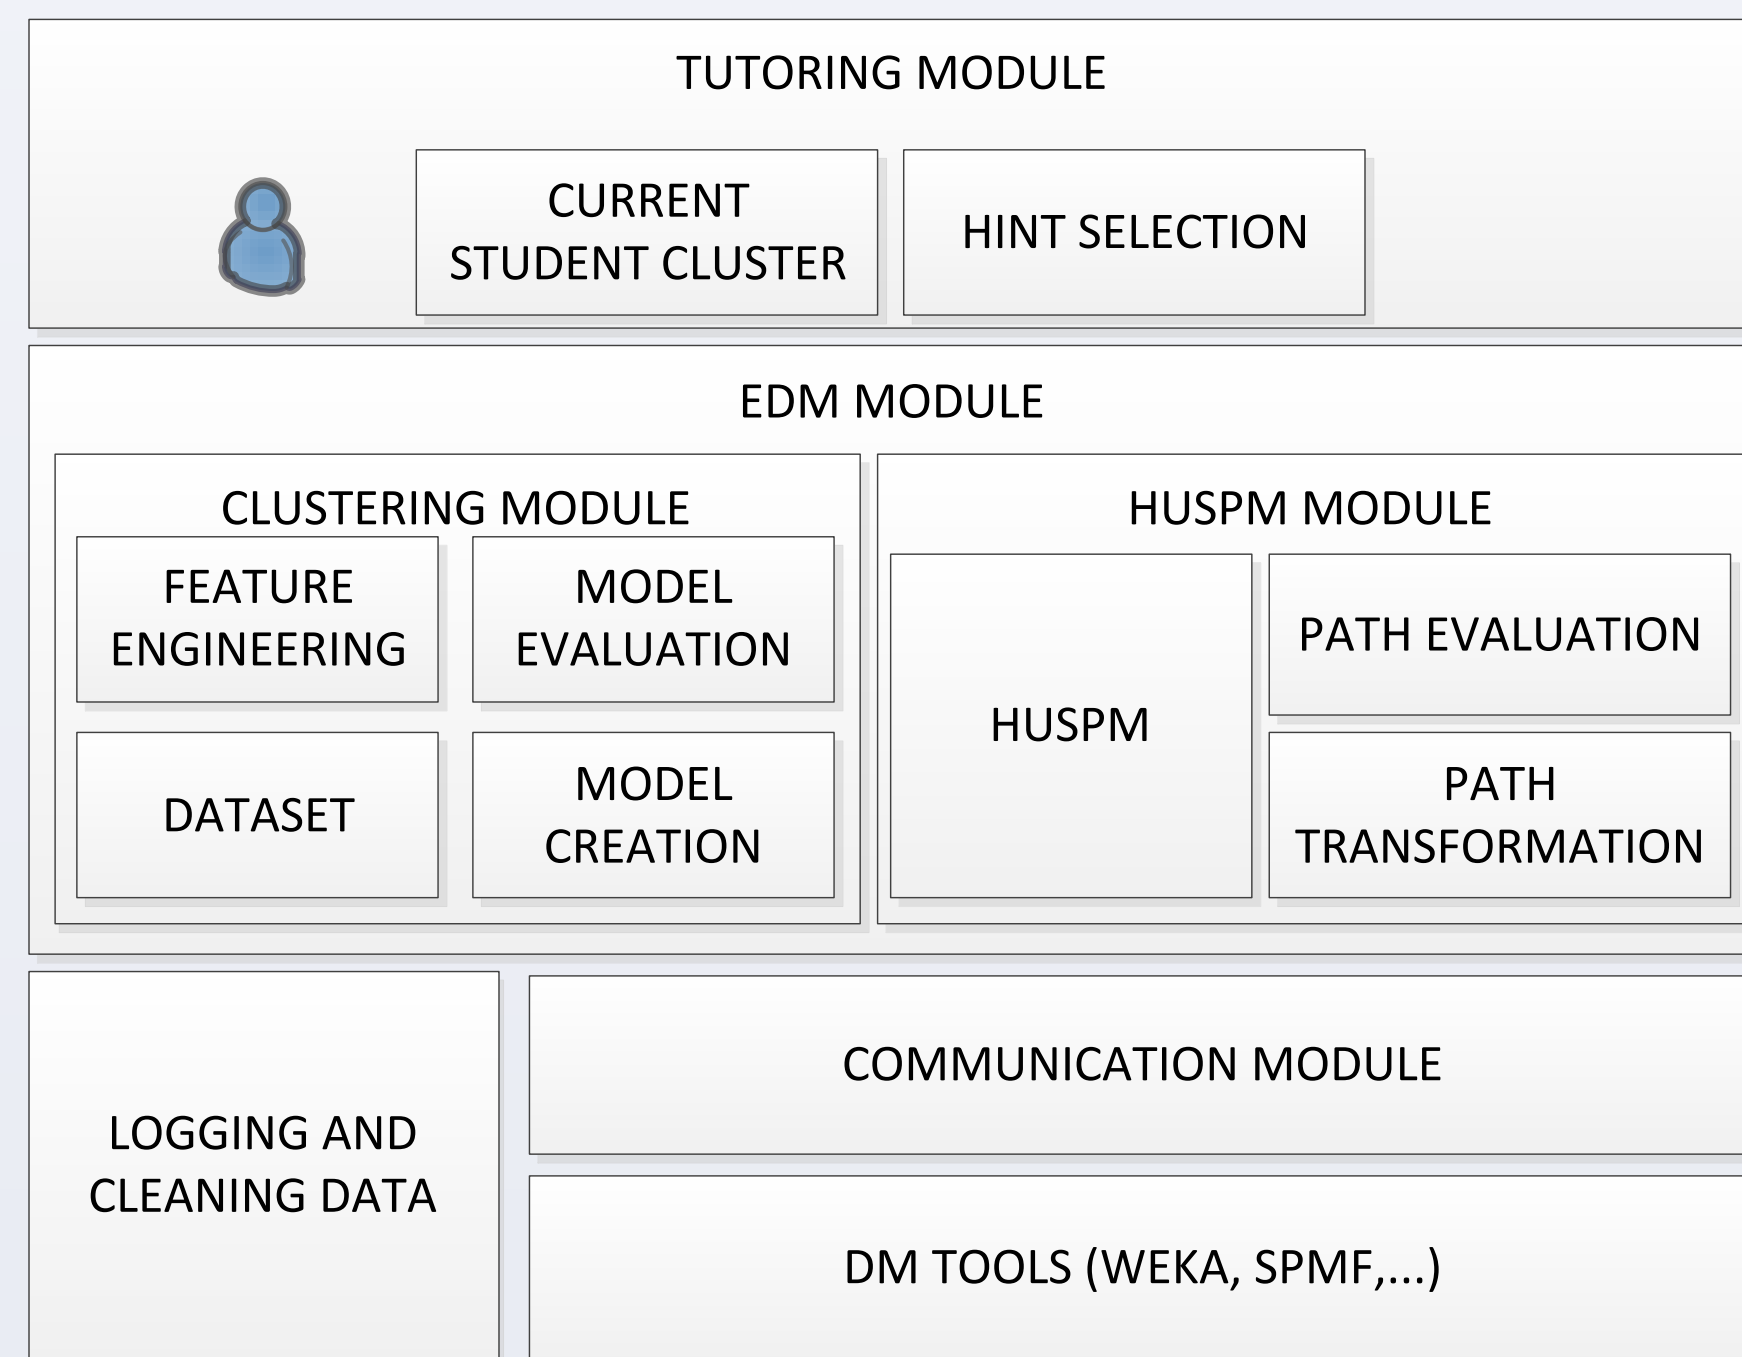 TUTORING MODULE
CURRENT
STUDENT CLUSTER
HINT SELECTION
EDM MODULE
CLUSTERING MODULE
FEATURE
ENGINEERING
MODEL
EVALUATION
DATASET
MODEL
CREATION
HUSPM MODULE
HUSPM
PATH EVALUATION
PATH
TRANSFORMATION
LOGGING AND
CLEANING DATA
COMMUNICATION MODULE
DM TOOLS (WEKA, SPMF,...)